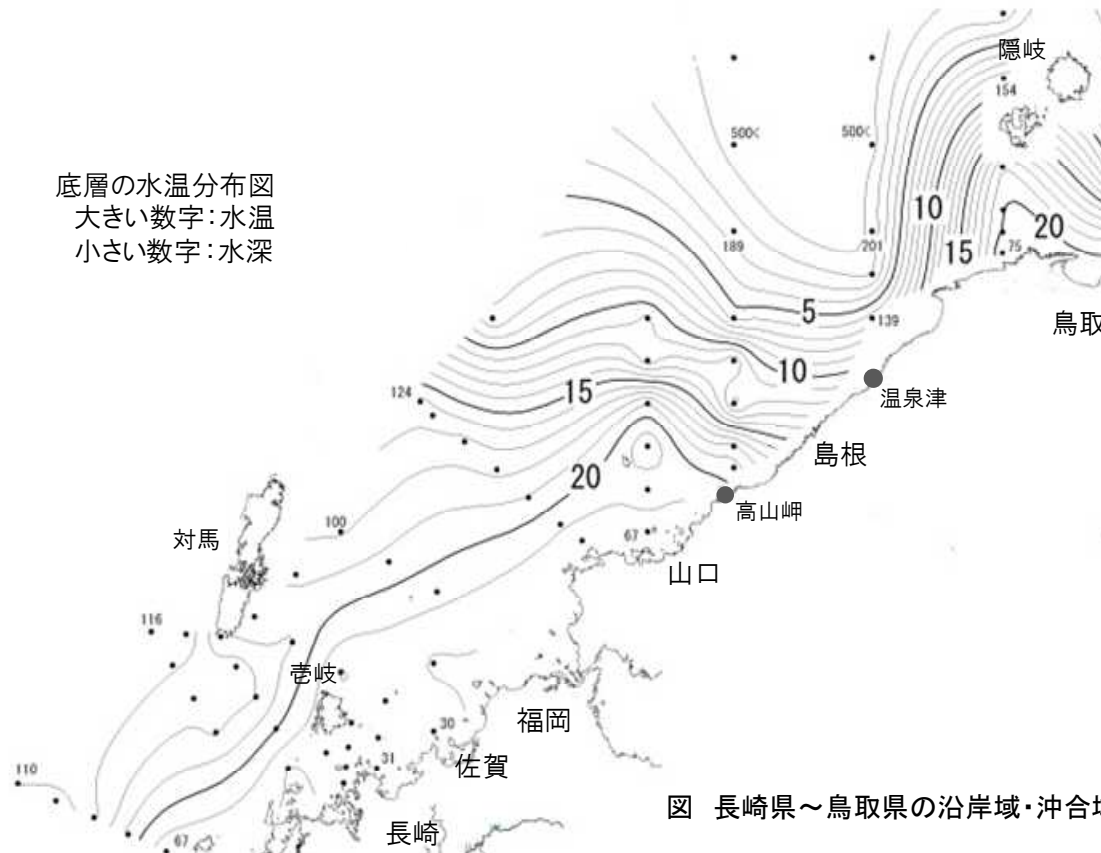 隠岐
154
500<
500<
底層の水温分布図
大きい数字：水温
小さい数字：水深
10
20
189
201
15
75
5
139
鳥取
10
15
124
温泉津
島根
20
高山岬
100
対馬
67
山口
116
壱岐
30
福岡
31
佐賀
110
図 長崎県～鳥取県の沿岸域・沖合
長崎
67